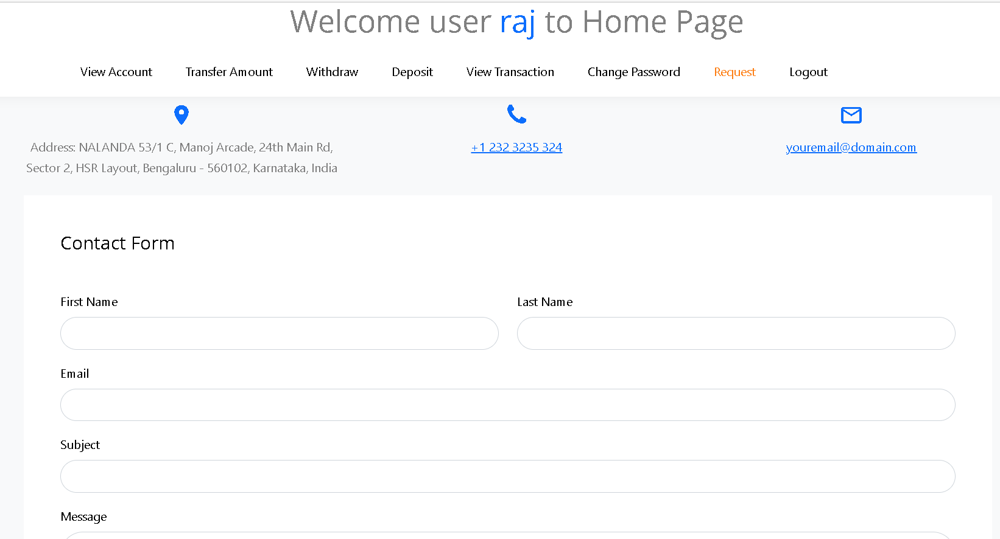 Welcome user raj to Home Page
View Account Transfer Amount Withdraw Deposit View Transaction Change Password Request Logout
Address: NALANDA 53/1 C, Manoj Arcade, 24th Main Rd,
Sector 2, HSR Layout, Bengaluru - 560102, Karnataka, India
+1 232 3235 324
youremail@domain.com
Contact Form
First Name Last Name
Email
Subject
Message